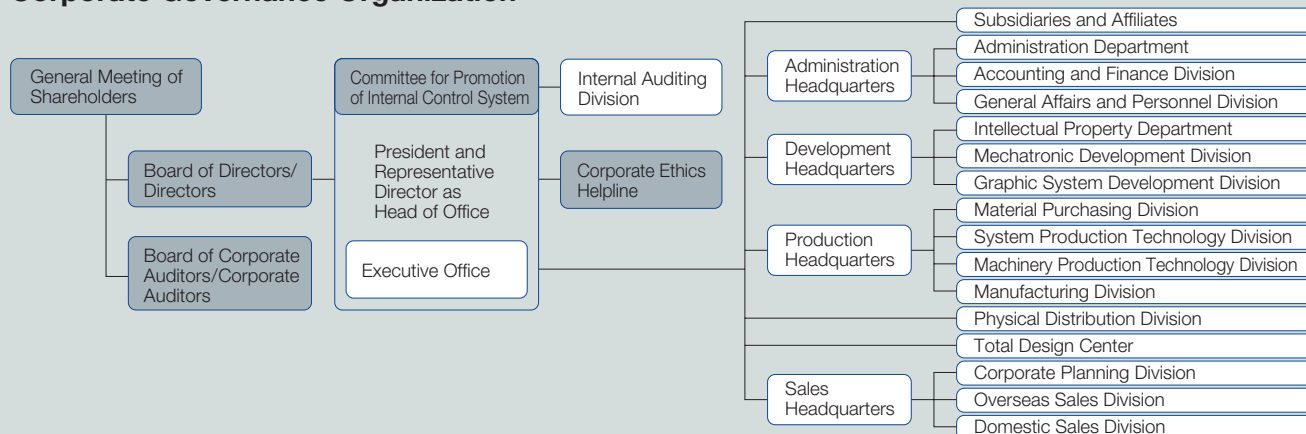 Corporate Governance Organization
General Meeting of
Shareholders
Board of Directors/
Directors
Board of Corporate
Auditors/Corporate
Auditors
Committee for Promotion
of Internal Control System
President and
Representative
Director as
Head of Office
Executive Office
Internal Auditing
Division
Corporate Ethics
Helpline
Subsidiaries and Affiliates
Administration
Headquarters
Administration Department
Accounting and Finance Division
General Affairs and Personnel Division
Development
Headquarters
Intellectual Property Department
Mechatronic Development Division
Graphic System Development Division
Production
Headquarters
Material Purchasing Division
System Production Technology Division
Machinery Production Technology Division
Manufacturing Division
Physical Distribution Division
Total Design Center
Sales
Headquarters
Corporate Planning Division
Overseas Sales Division
Domestic Sales Division